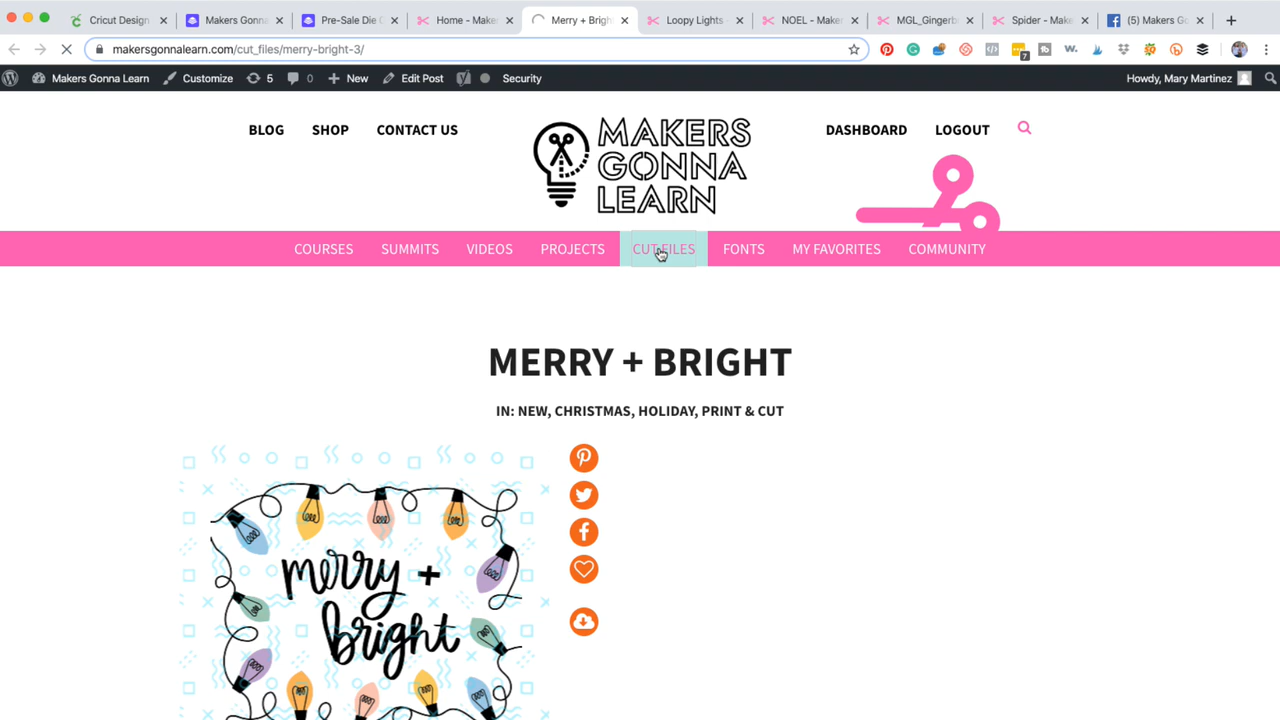 Cricut Design
Makers Gonna
Pre-Sale Die C
Home - Make
Merry + Brigh
Loopy Lights -
NOEL - Maker
MGL_Gingerb
Spider - Make
(5) Makers Go
makersgonnalearn.com/cut_files/merry-bright-3/
7
Makers Gonna Learn
Customize
5
0
New
Edit Post
Security
Howdy, Mary Martinez
BLOG
SHOP
CONTACT US
MAKERS
GONNA
LEARN
DASHBOARD
LOGOUT
COURSES
SUMMITS
VIDEOS
PROJECTS
CUT FILES
FONTS
MY FAVORITES
COMMUNITY
MERRY + BRIGHT
IN: NEW, CHRISTMAS, HOLIDAY, PRINT & CUT
merry +
bright